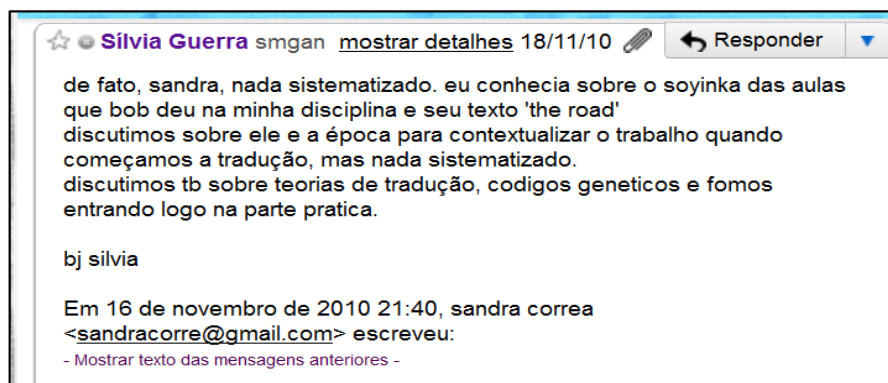 Sílvia Guerra smgan mostrar detalhes 18/11/10 Responder
de fato, sandra, nada sistematizado. eu conhecia sobre o soyinka das aulas
que bob deu na minha disciplina e seu texto 'the road'
discutimos sobre ele e a época para contextualizar o trabalho quando
começamos a tradução, mas nada sistematizado.
discutimos tb sobre teorias de tradução, codigos geneticos e fomos
entrando logo na parte pratica.
bj silvia
Em 16 de novembro de 2010 21:40, sandra correa
<sandracorre@gmail.com> escreveu:
- Mostrar texto das mensagens anteriores -